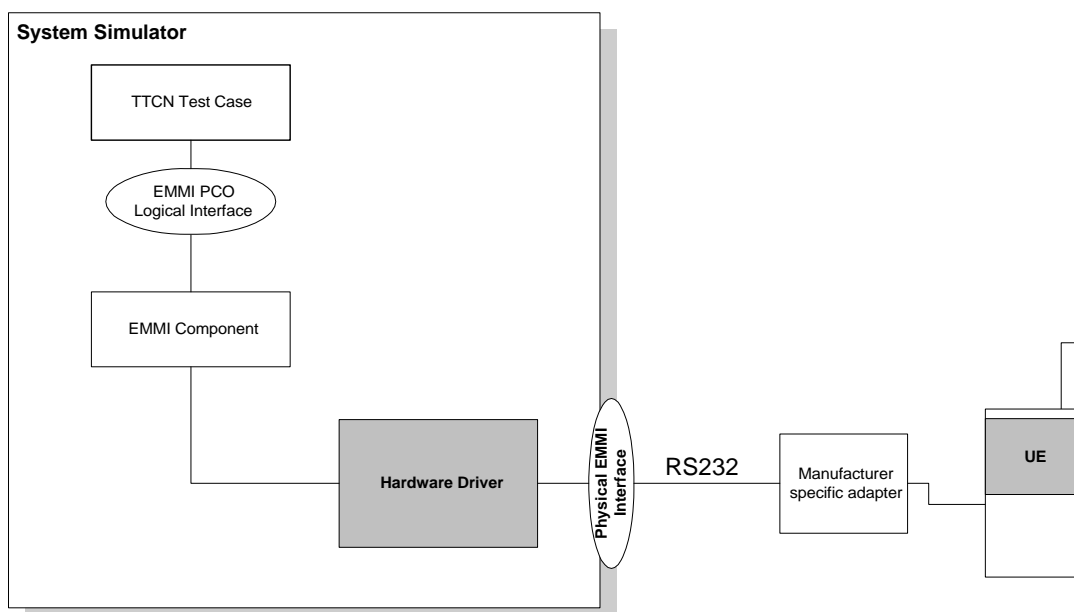 System Simulator
TTCN Test Case
EMMI PCO
Logical Interface
EMMI Component
Hardware Driver
Physical EMMI
Interface
RS232
Manufacturer
specific adapter
UE